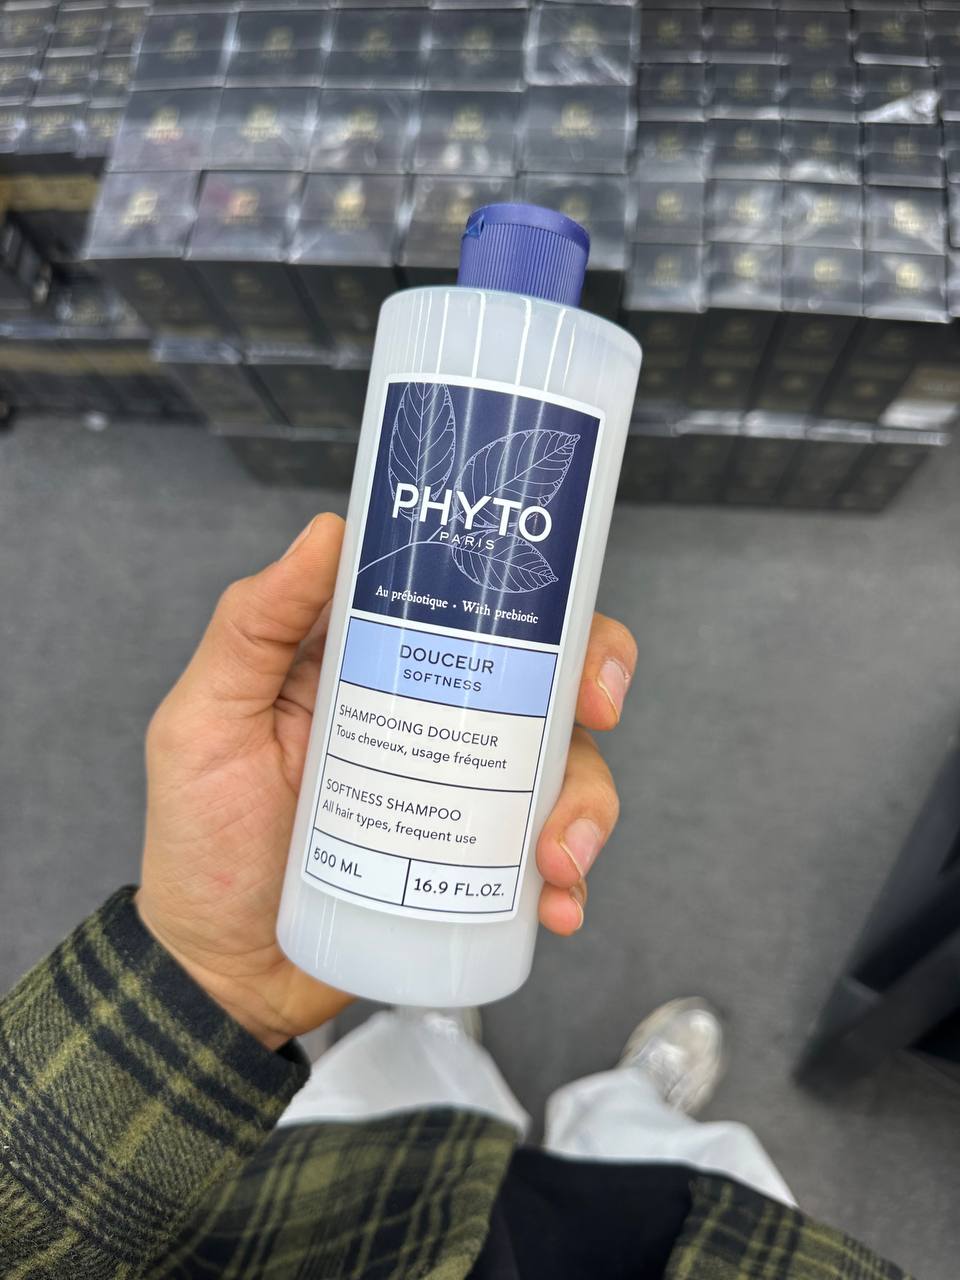 PHYTO
PARIS
Au prébiotique • With prebiotic
DOUCEUR
SOFTNESS
SHAMPOOING DOUCEUR
Tous cheveux, usage fréquent
SOFTNESS SHAMPOO
All hair types, frequent use
500 ML
16.9 FL.OZ.